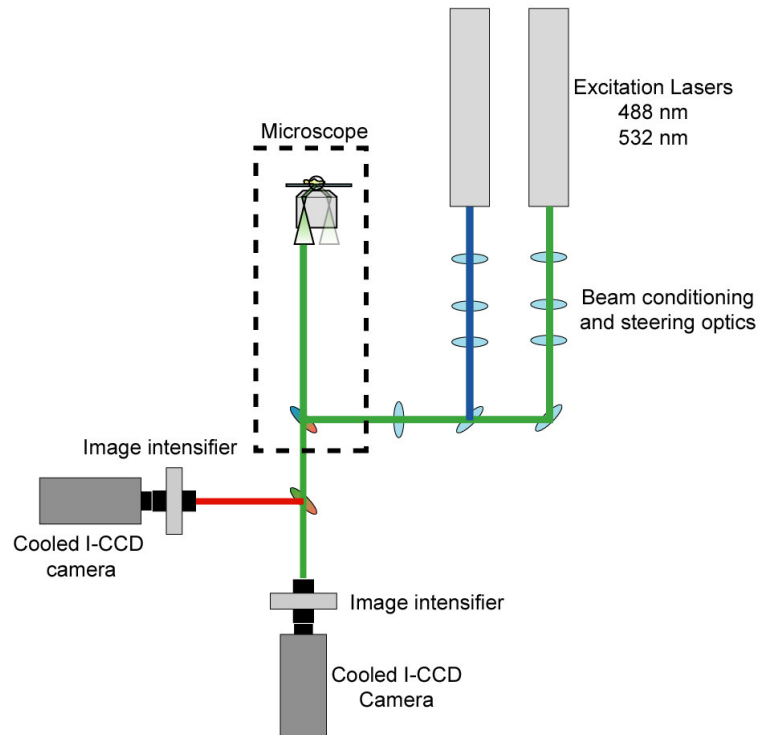 Excitation Lasers
488 nm
532 nm
Microscope
Beam conditioning
and steering optics
Image intensifier
Cooled I-CCD
camera
Image intensifier
Cooled I-CCD
Camera